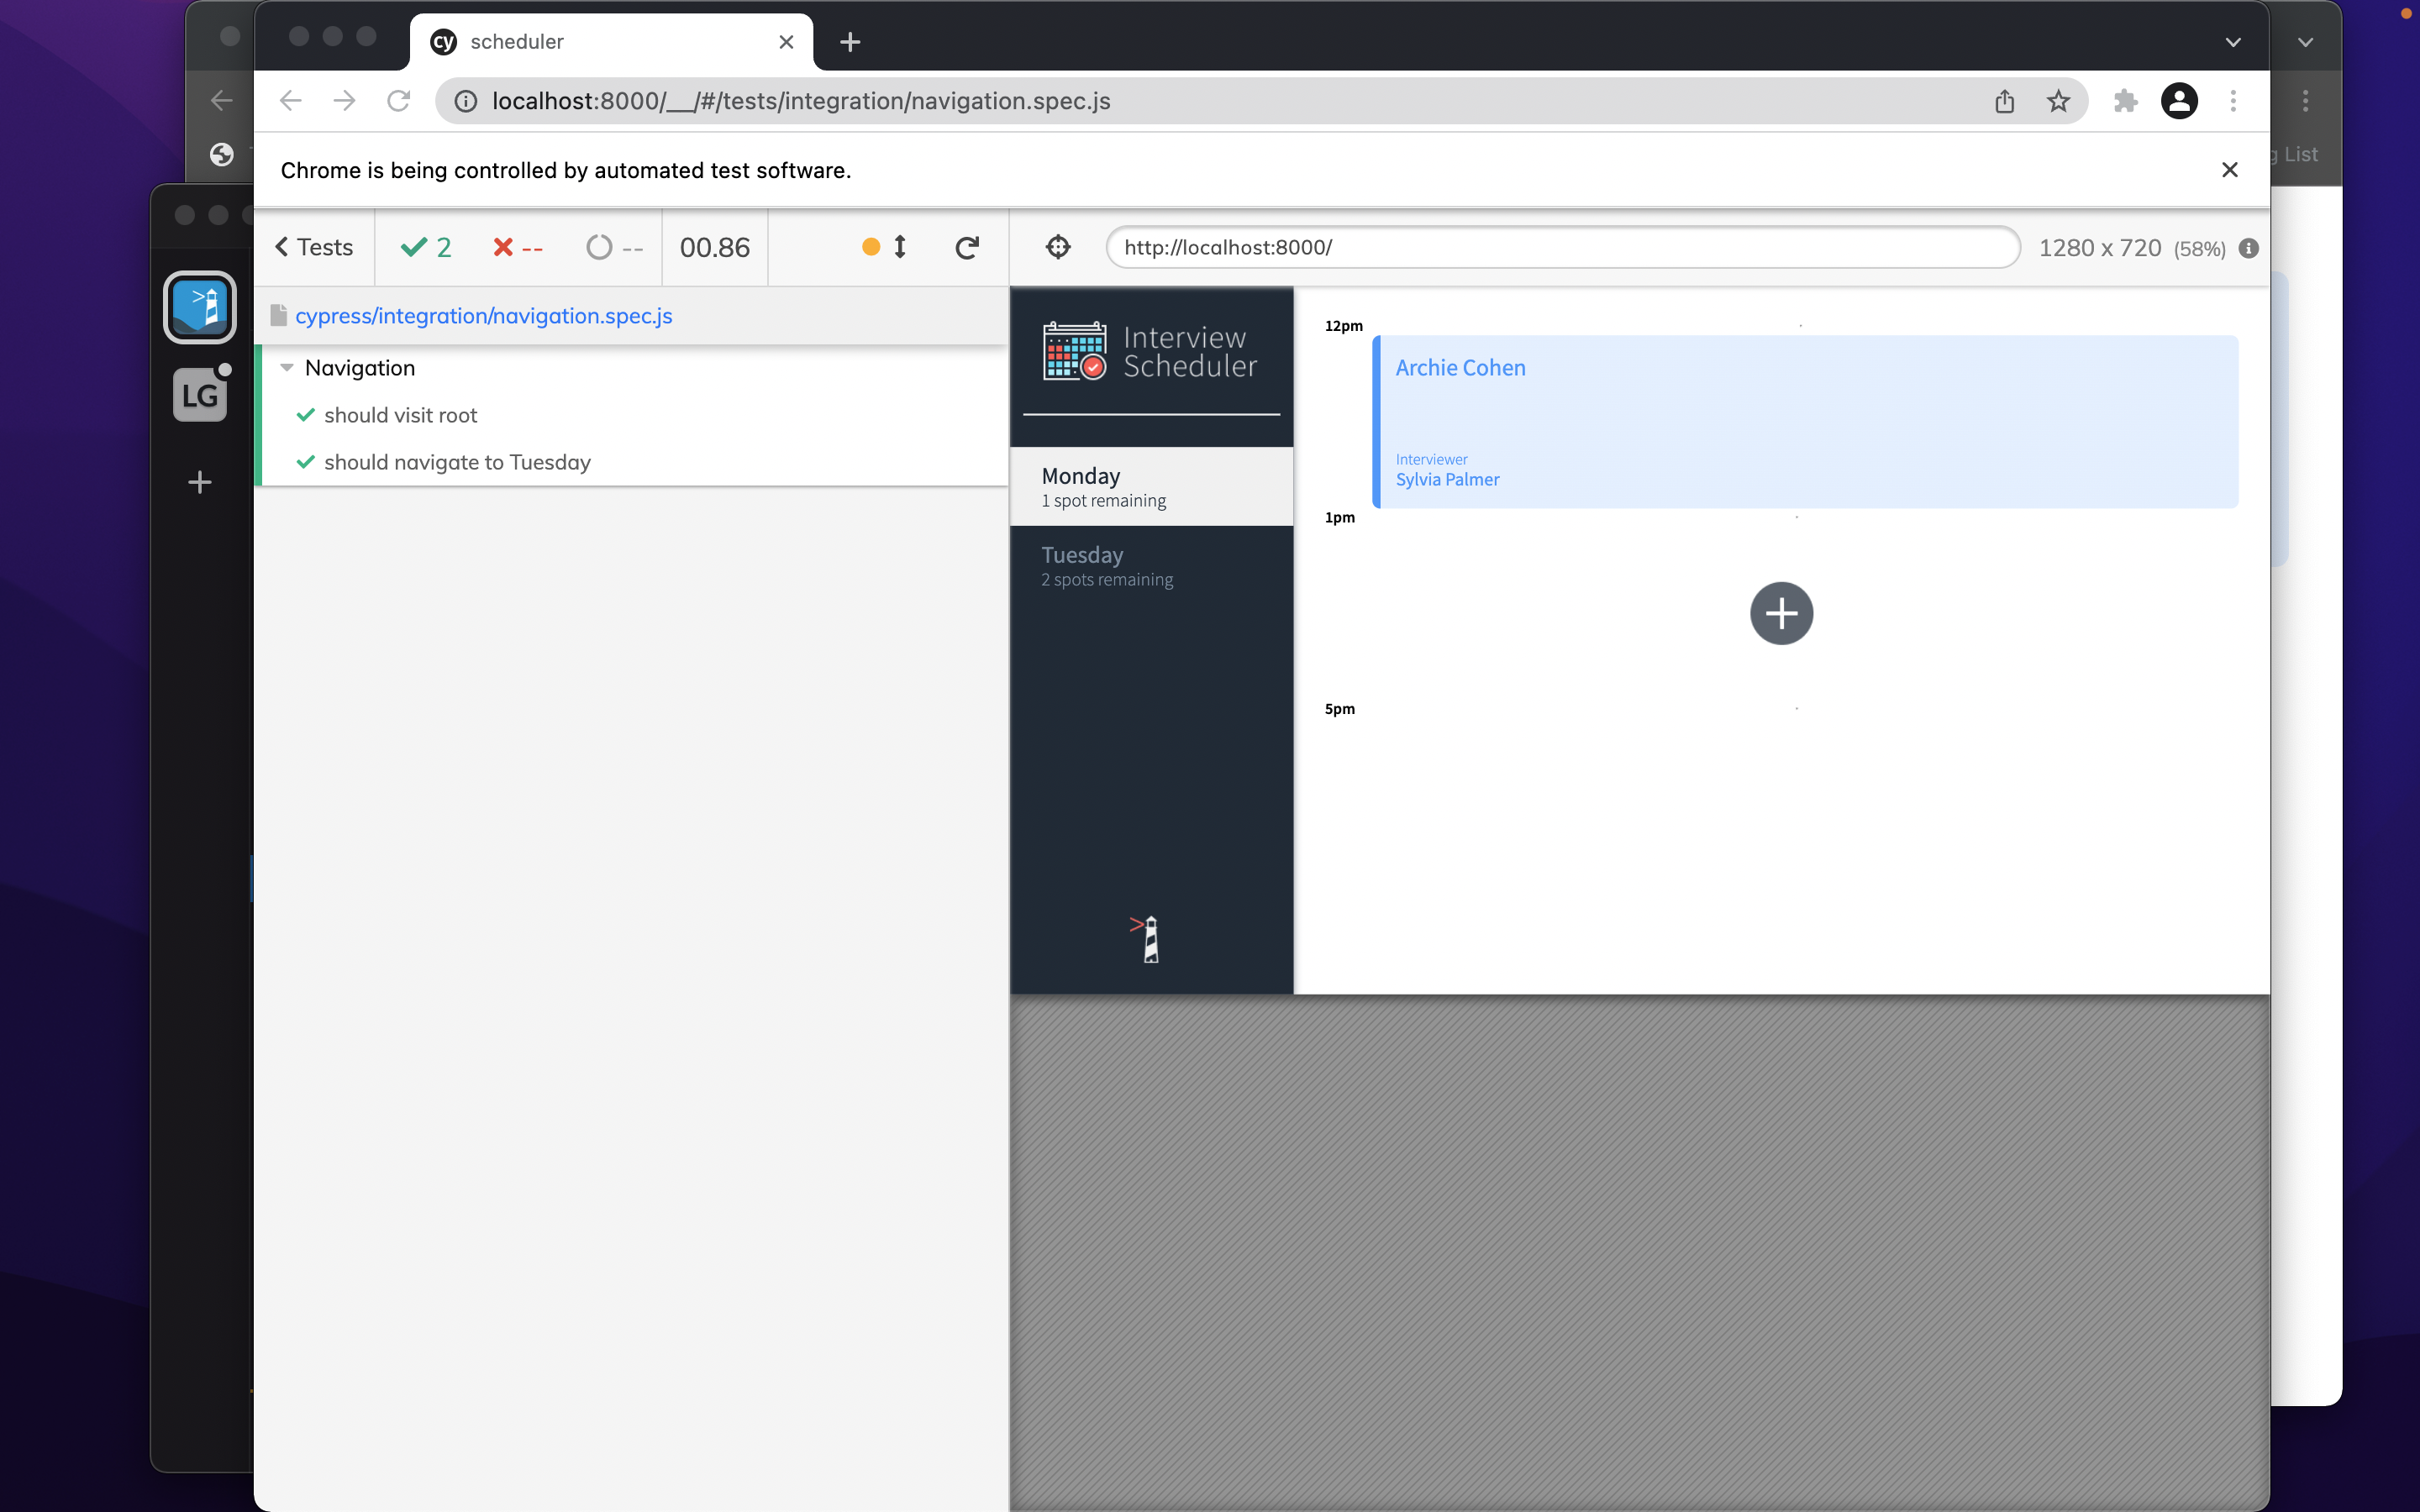 cy scheduler
localhost:8000/__/#/tests/integration/navigation.spec.js
g List
Chrome is being controlled by automated test software.
Tests 2 -- -- 00.86
http://localhost:8000/ 1280 x 720 (58%)
LG
cypress/integration/navigation.spec.js
Navigation
should visit root
should navigate to Tuesday
Interview
Scheduler
Monday
1 spot remaining
Tuesday
2 spots remaining
12pm
Archie Cohen
Interviewer
Sylvia Palmer
1pm
5pm